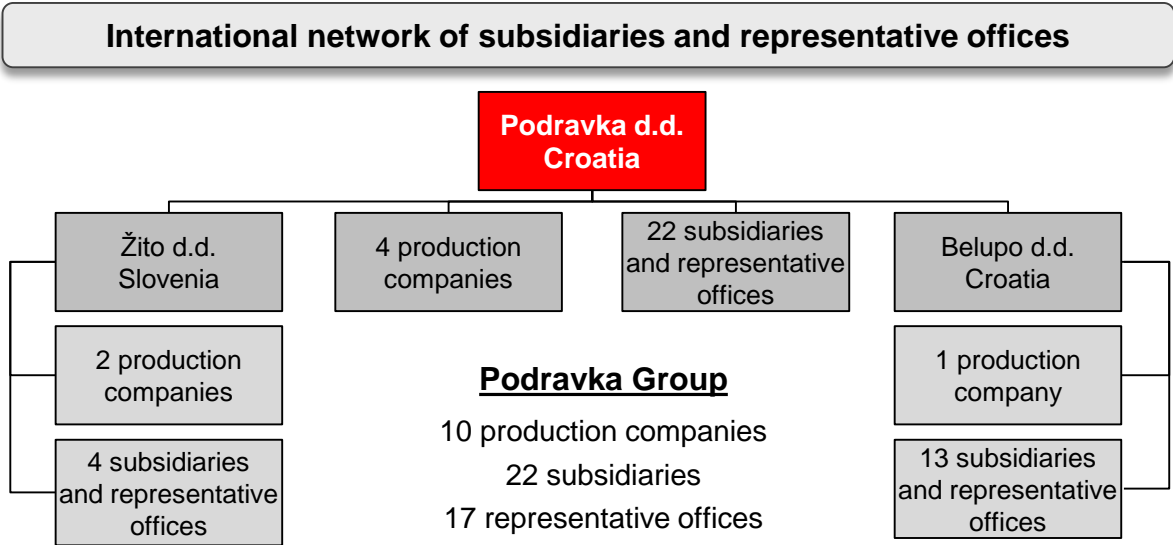 International network of subsidiaries and representative offices
Podravka d.d.
Croatia
Žito d.d.
Slovenia
4 production
companies
22 subsidiaries
and representative
offices
Belupo d.d.
Croatia
2 production
companies
1 production
company
4 subsidiaries
and representative
offices
13 subsidiaries
and representative
offices
Podravka Group
10 production companies
22 subsidiaries
17 representative offices